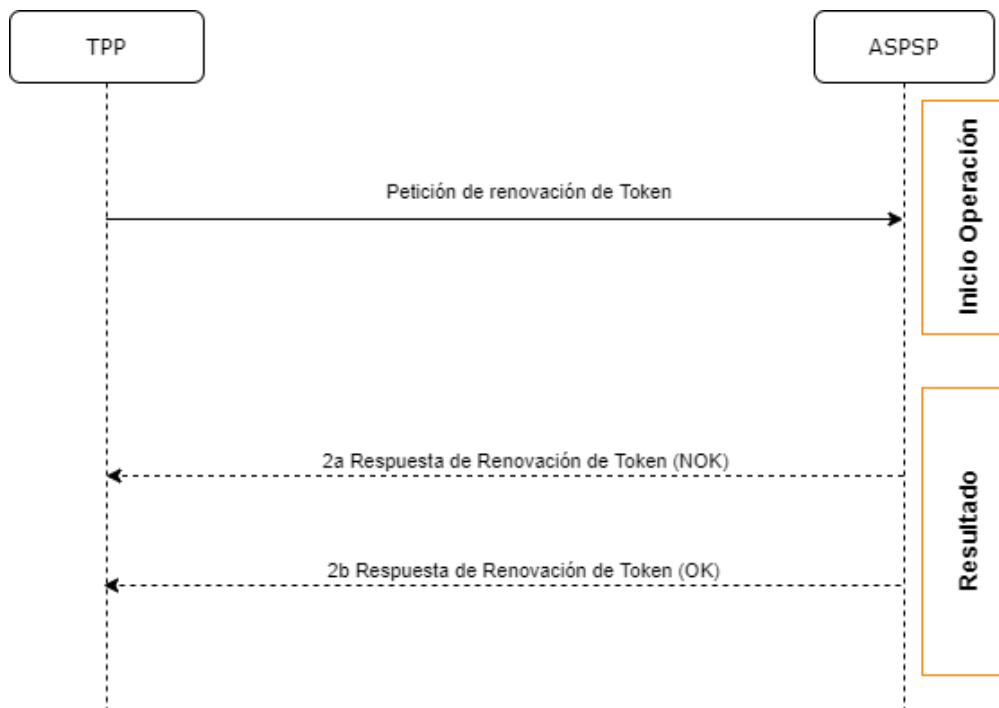 TPP
ASPSP
Petición de renovación de Token
Inicio Operación
2a Respuesta de Renovación de Token (NOK)
2b Respuesta de Renovación de Token (OK)
Resultado